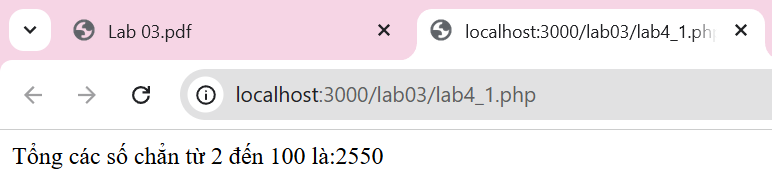 Lab 03.pdf
localhost:3000/lab03/lab4_1.php
localhost:3000/lab03/lab4_1.php
Tổng các số chẵn từ 2 đến 100 là:2550